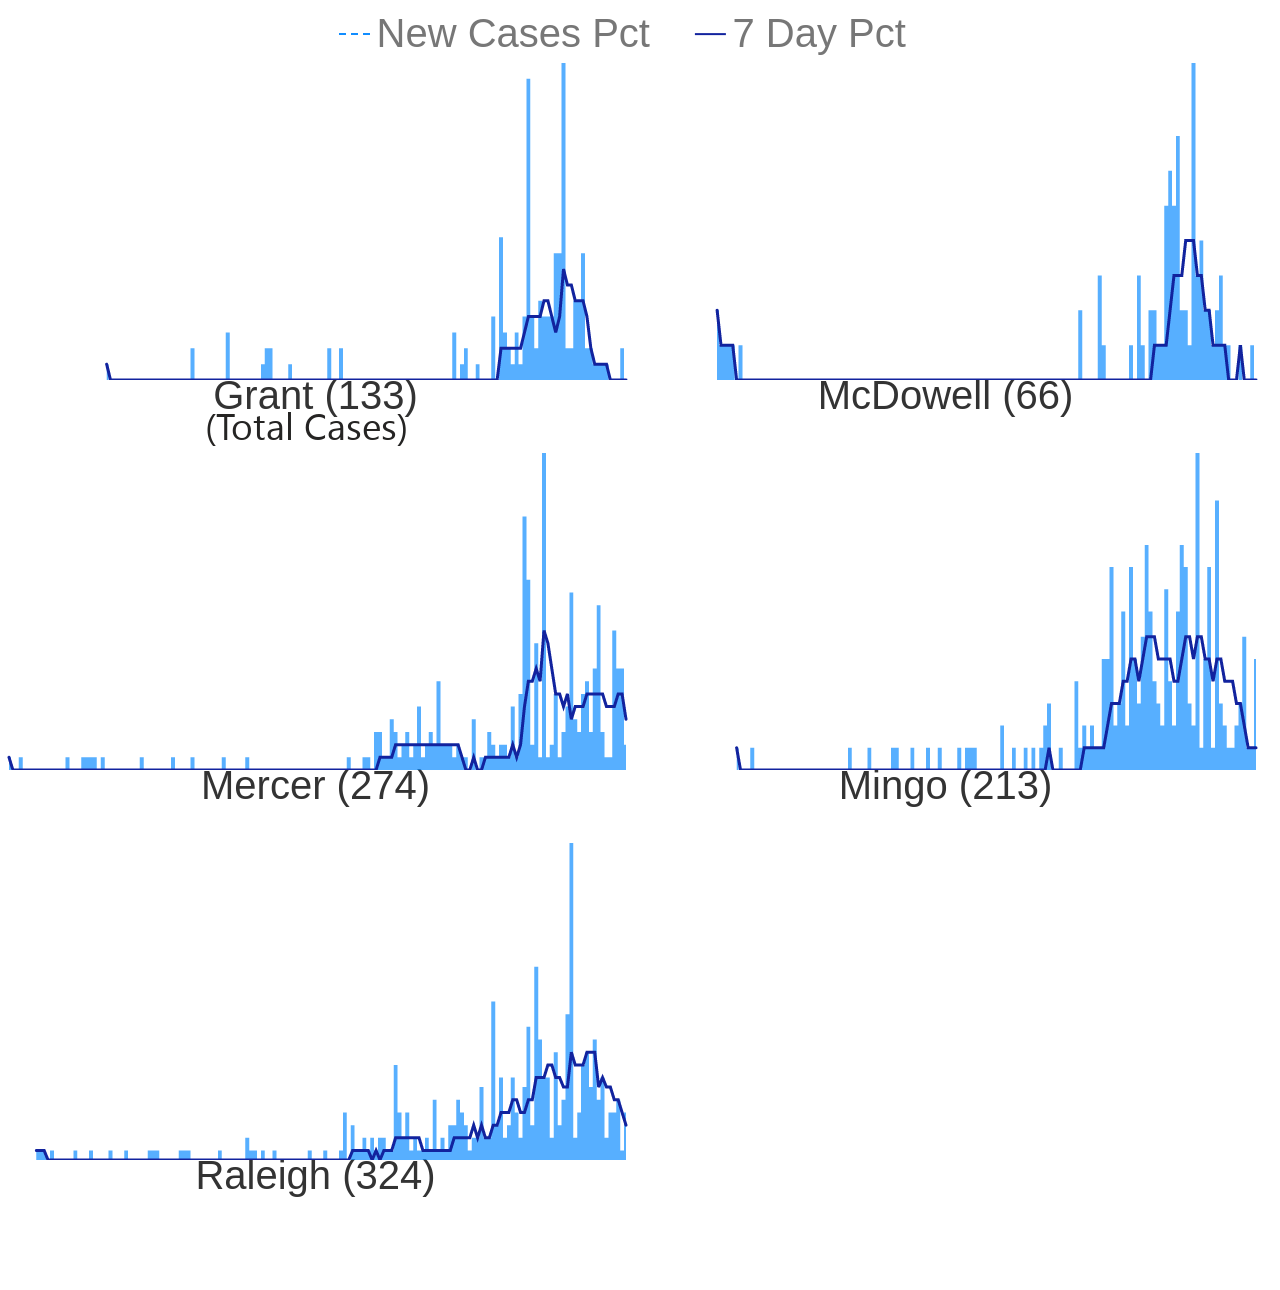 New Cases Pct 7 Day Pct
Grant (133)
(Total Cases)
McDowell (66)
Mercer (274)
Mingo (213)
Raleigh (324)